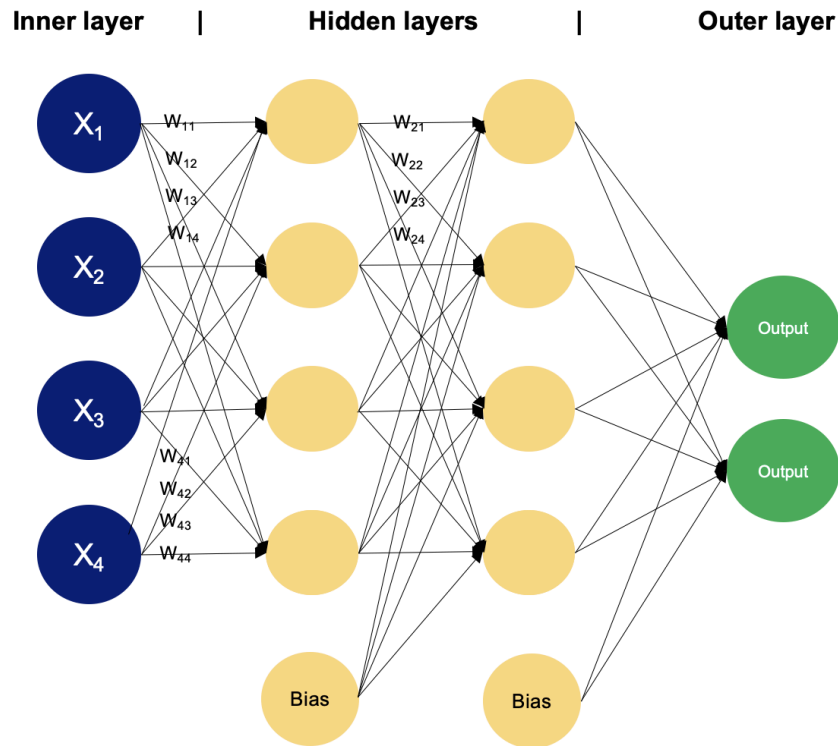 Inner layer | Hidden layers | Outer layer
X1
W11
W12
W13
W14
W21
W22
W23
W24
X2
X3
X4
W41
W42
W43
W44
Output
Output
Bias
Bias